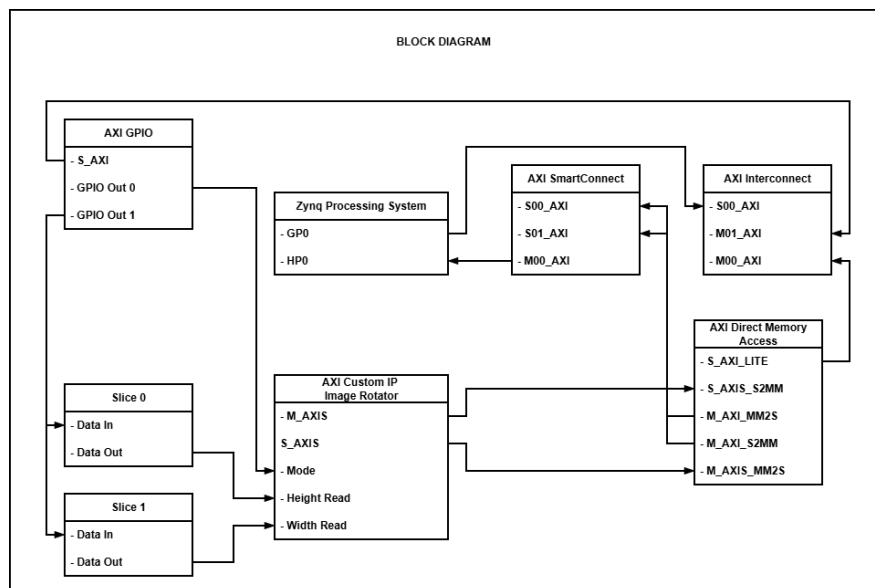 BLOCK DIAGRAM
AXI GPIO
- S_AXI
- GPIO Out 0
- GPIO Out 1
Zynq Processing System
- GP0
- HP0
AXI SmartConnect
- S00_AXI
- S01_AXI
- M00_AXI
AXI Interconnect
- S00_AXI
- M01_AXI
- M00_AXI
AXI Direct Memory
Access
- S_AXI_LITE
- S_AXIS_S2MM
- M_AXI_MM2S
- M_AXI_S2MM
- M_AXIS_MM2S
Slice 0
- Data In
- Data Out
AXI Custom IP
Image Rotator
- M_AXIS
S_AXIS
- Mode
- Height Read
- Width Read
Slice 1
- Data In
- Data Out